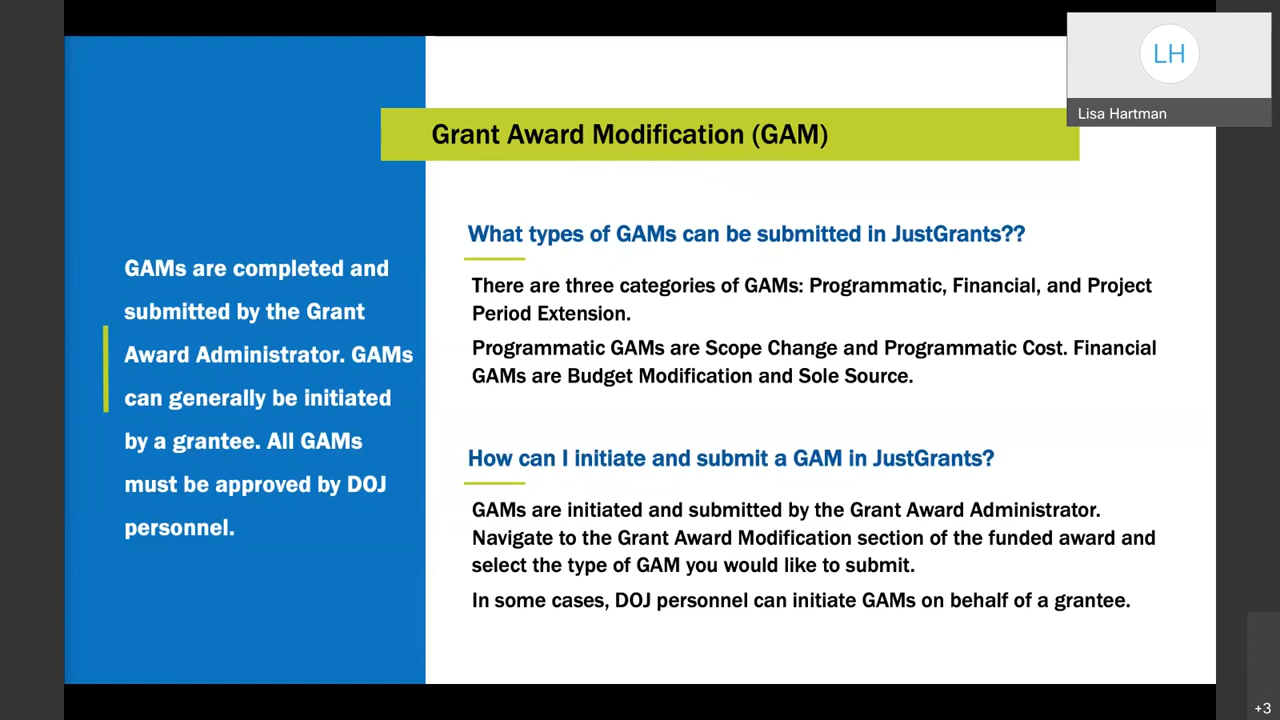 LH
Lisa Hartman
Grant Award Modification (GAM)
GAMs are completed and
submitted by the Grant
Award Administrator. GAMs
can generally be initiated
by a grantee. All GAMs
must be approved by DOJ
personnel.
What types of GAMs can be submitted in JustGrants??
There are three categories of GAMs: Programmatic, Financial, and Project
Period Extension.
Programmatic GAMs are Scope Change and Programmatic Cost. Financial
GAMs are Budget Modification and Sole Source.
How can I initiate and submit a GAM in JustGrants?
GAMs are initiated and submitted by the Grant Award Administrator.
Navigate to the Grant Award Modification section of the funded award and
select the type of GAM you would like to submit.
In some cases, DOJ personnel can initiate GAMs on behalf of a grantee.
+3